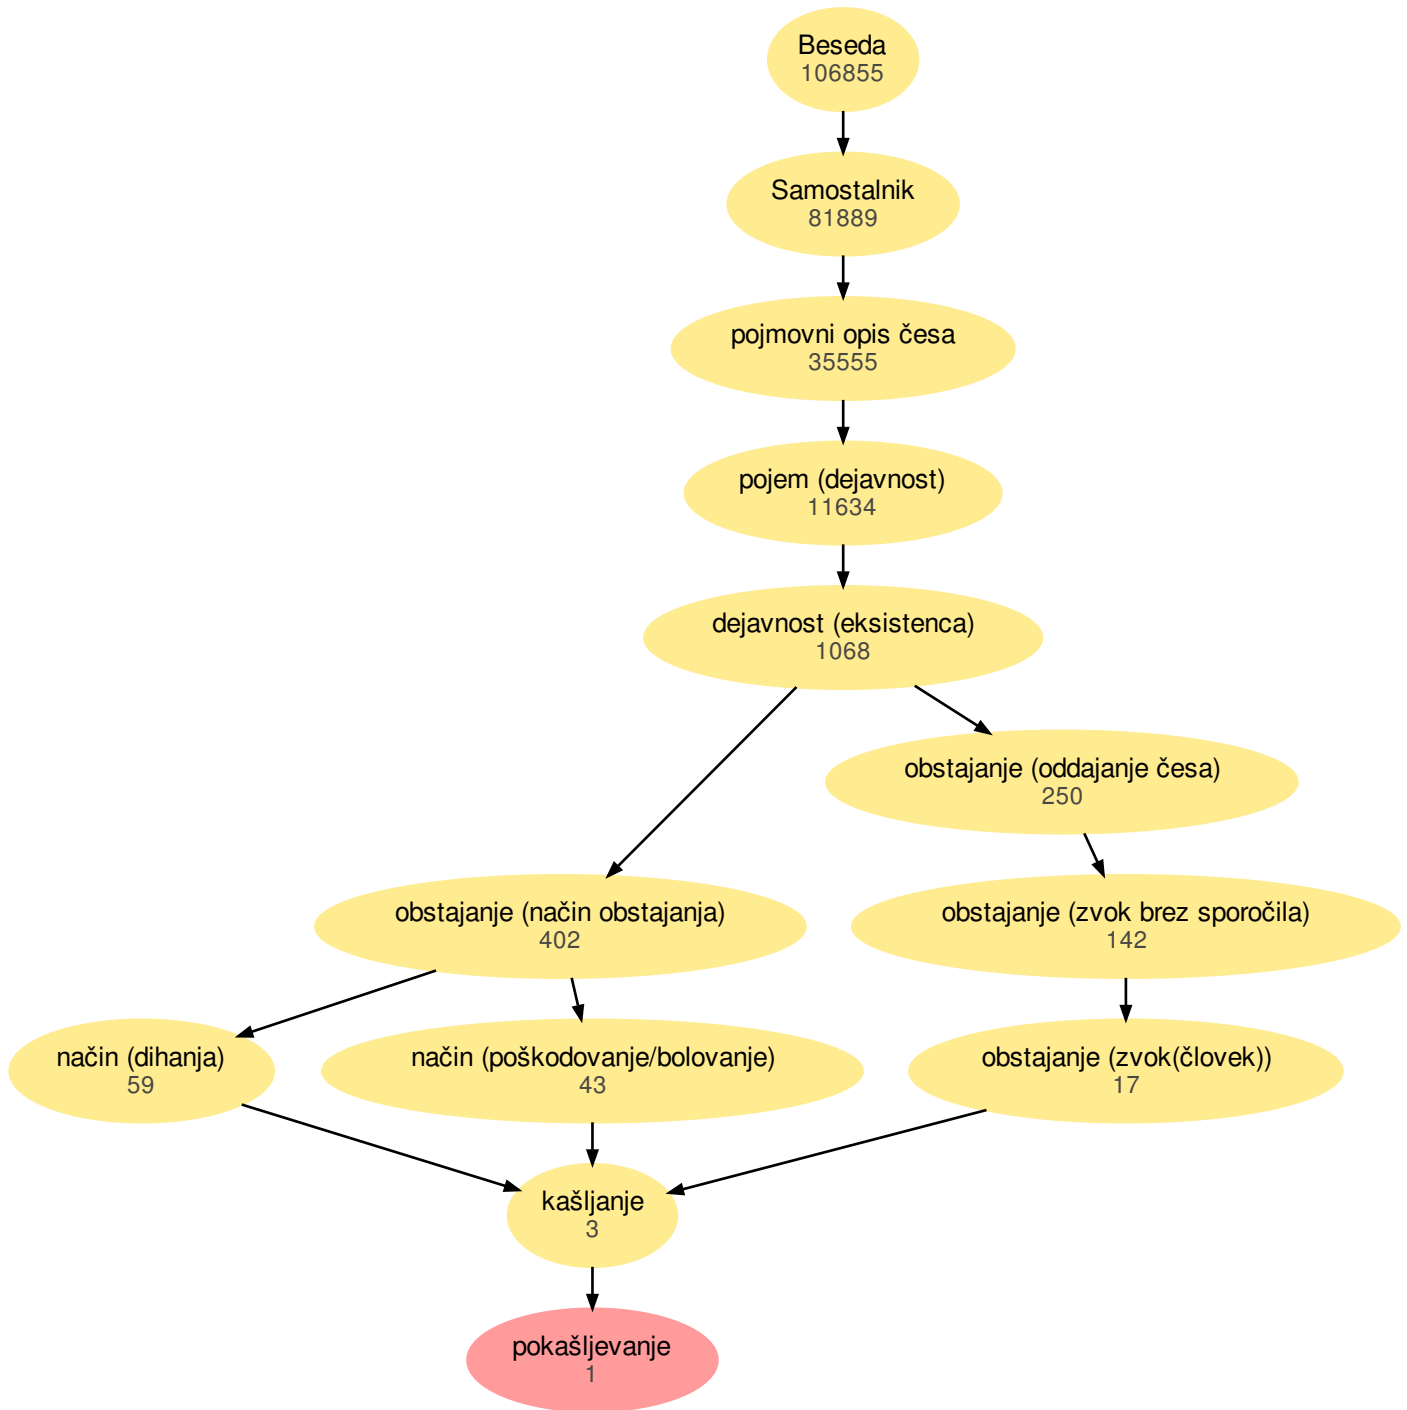 Beseda
106855
Samostalnik
81889
pojmovni opis česa
35555
pojem (dejavnost)
11634
dejavnost (eksistenca)
1068
obstajanje (oddajanje česa)
250
obstajanje (način obstajanja)
402
obstajanje (zvok brez sporočila)
142
način (dihanja)
59
način (poškodovanje/bolovanje)
43
obstajanje (zvok(človek))
17
kašljanje
3
pokašljevanje
1